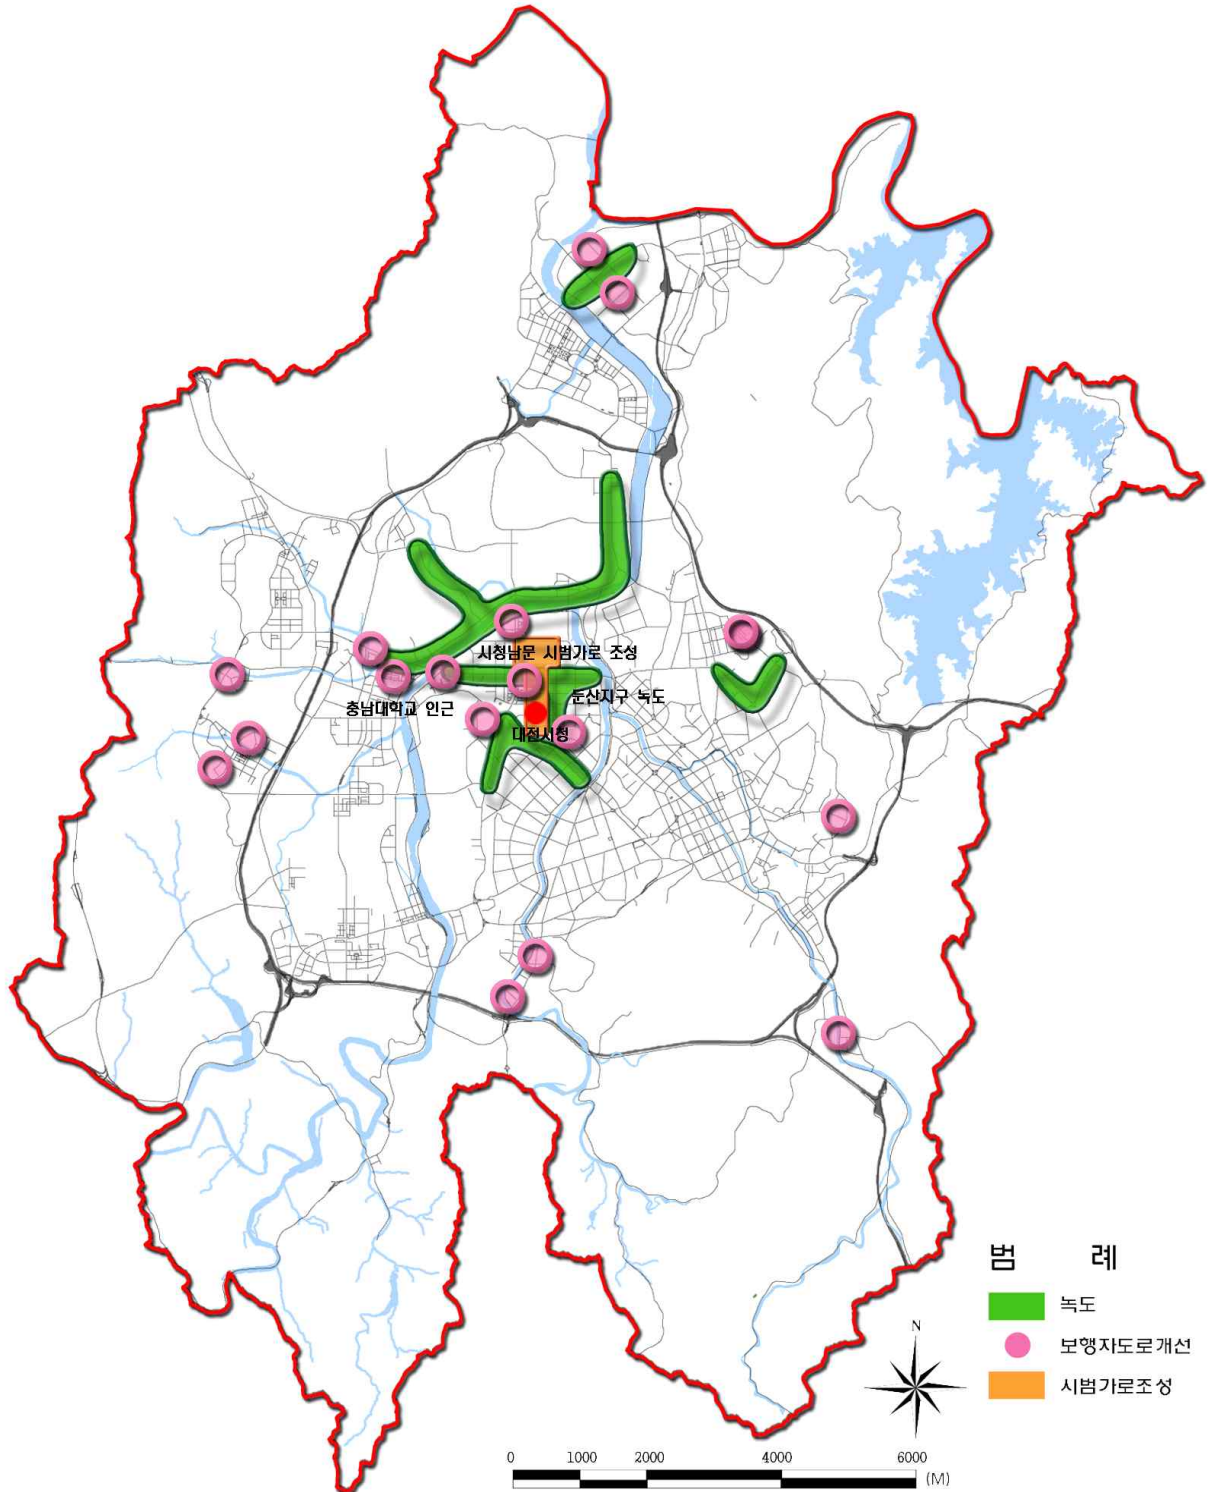 시청남문 시범가로 조성
둔산지구 녹도
충남대학교 인근
대전시청
범 례
녹도
보행자도로개선
시범가로조성
N
0 1000 2000 4000 6000
(M)